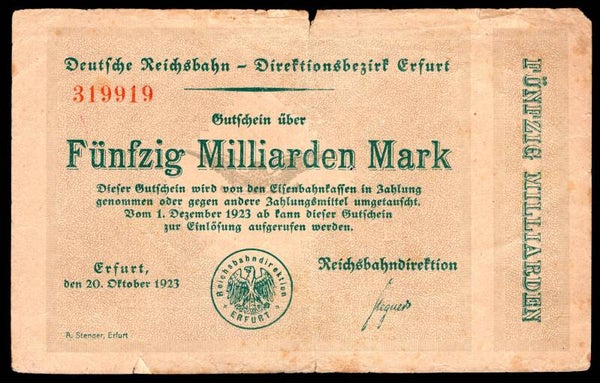 Deutsche Reichsbahn - Direktionsbezirk Erfurt
319919
Gutschein über
Fünfzig Milliarden Mark
Dieser Gutschein wird von den Eisenbahnkassen in Zahlung
genommen oder gegen andere Zahlungsmittel umgetauscht.
Vom 1. Dezember 1923 ab kann dieser Gutschein
zur Einlösung aufgerufen werden.
Erfurt,
den 20. Oktober 1923
Reichsbahndirektion
ERFURT
Reichsbahndirektion
A. Stenger, Erfurt
FÜNFZIG MILLIARDEN